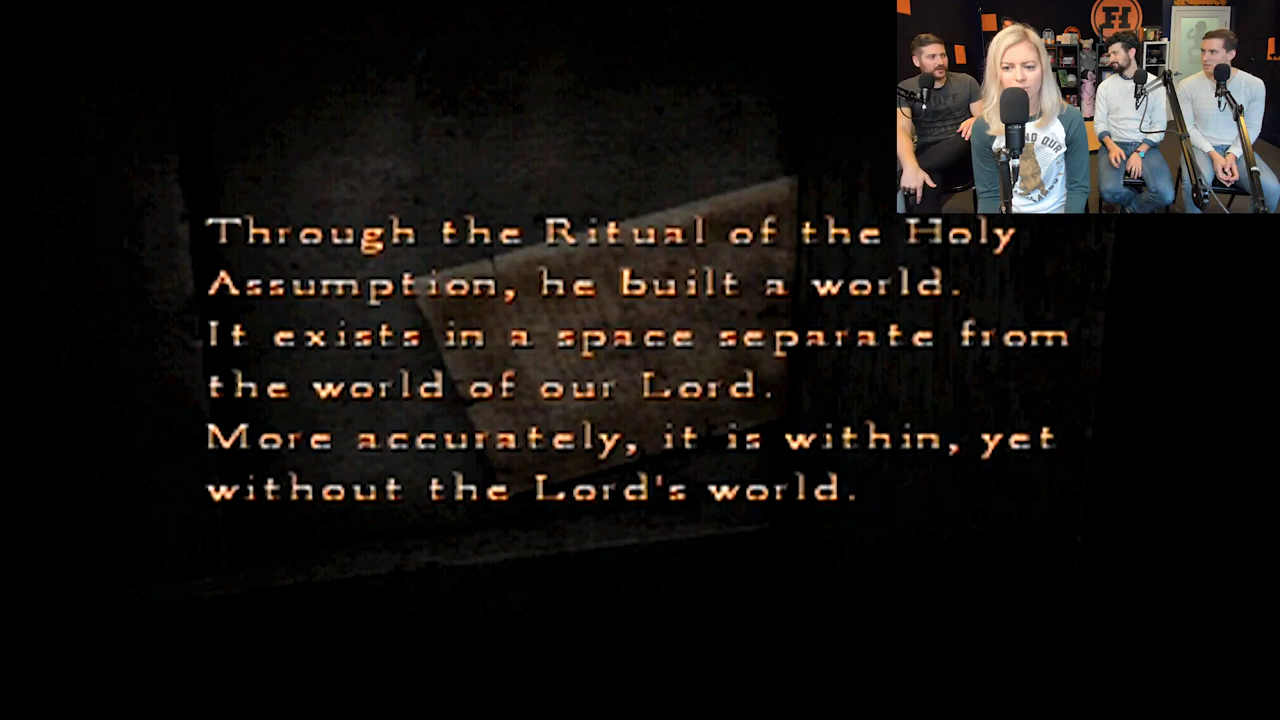 Through the Ritual of the Holy
Assumption, he built a world.
It exists in a space separate from
the world of our Lord.
More accurately, it is within, yet
without the Lord's world.